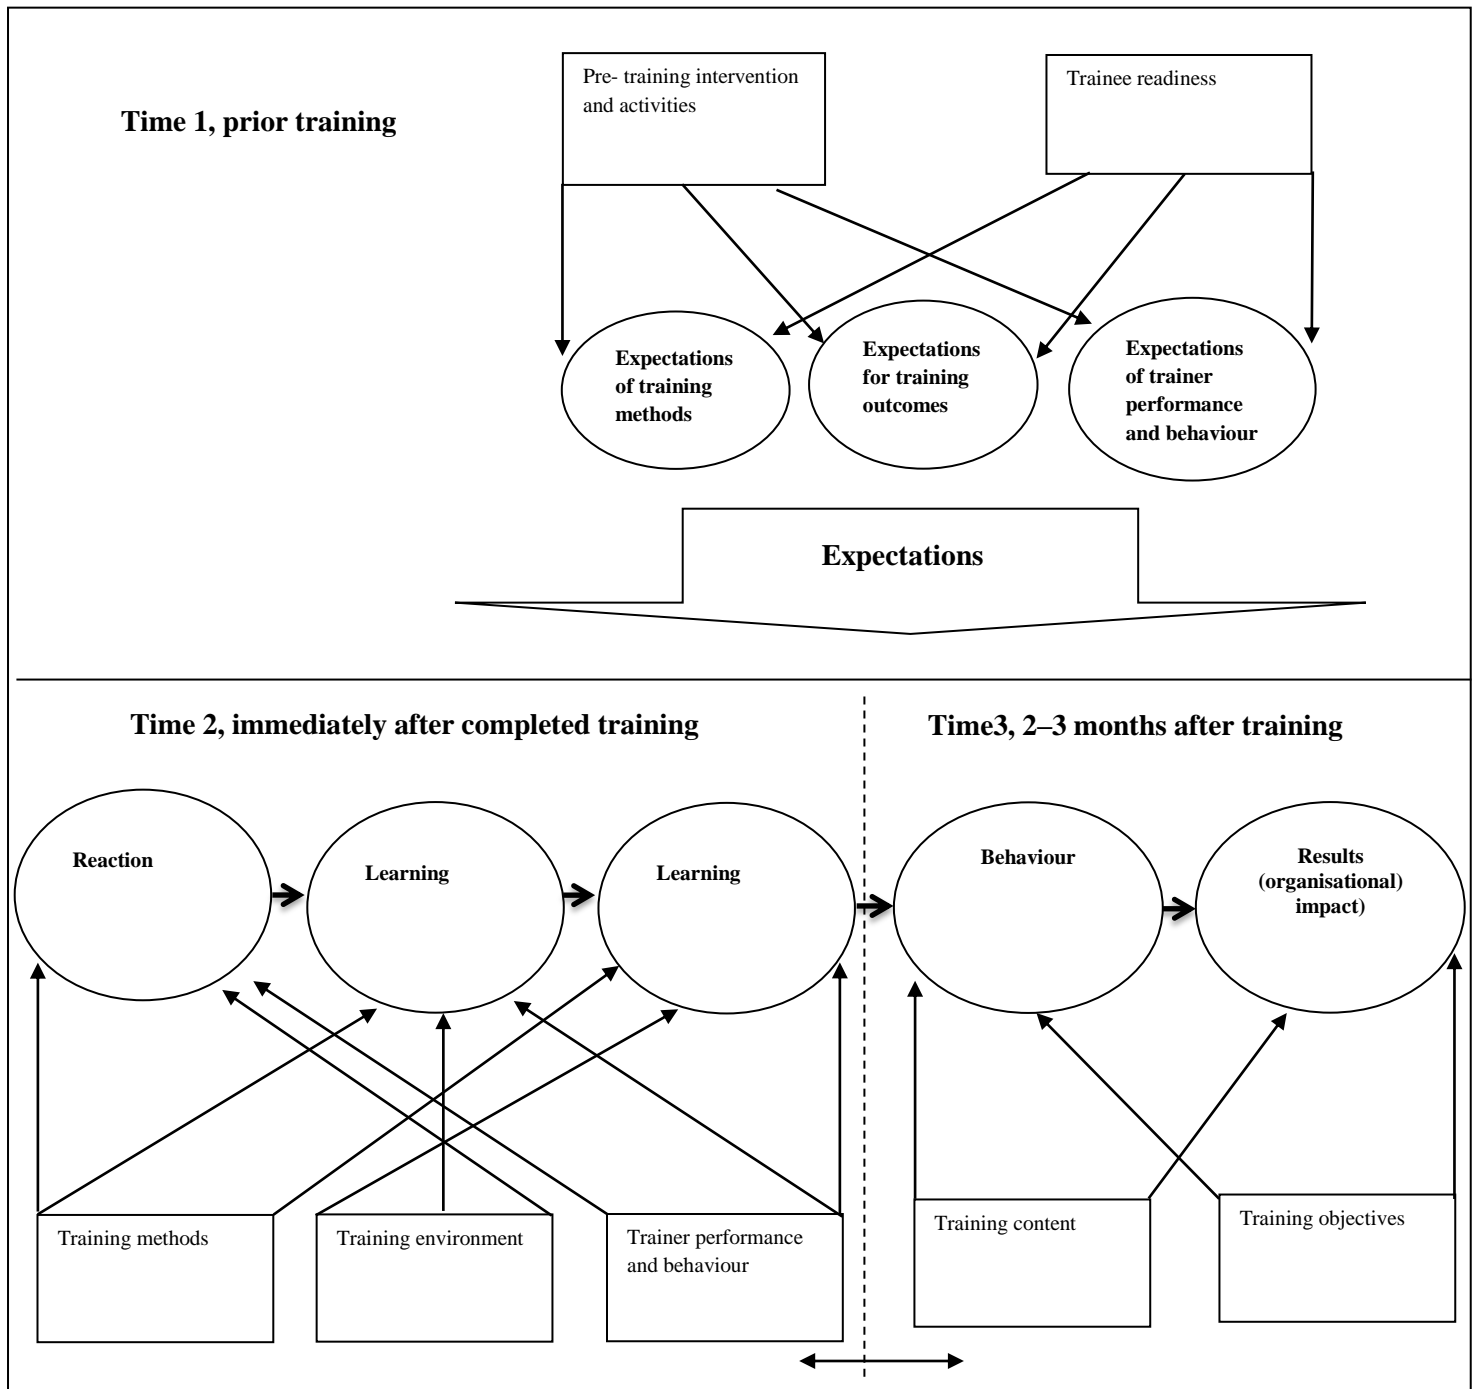 Pre- training intervention
and activities
Trainee readiness
Time 1, prior training
Expectations
of training
methods
Expectations
for training
outcomes
Expectations
of trainer
performance
and behaviour
Expectations
Time 2, immediately after completed training
Time3, 2–3 months after training
Reaction
Learning
Learning
Behaviour
Results
(organisational)
impact)
Training methods
Training environment
Trainer performance
and behaviour
Training content
Training objectives